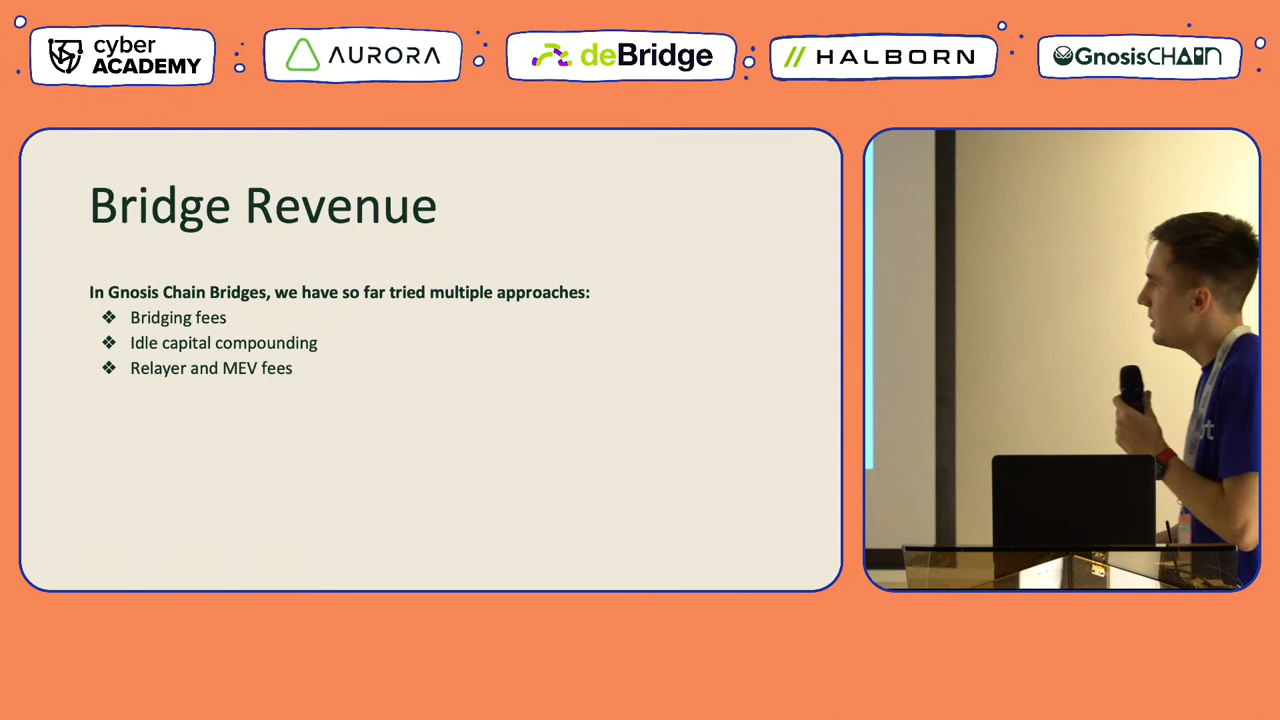 cyber
ACADEMY
AURORA
deBridge
HALBORN
GnosisCHAIN
Bridge Revenue
In Gnosis Chain Bridges, we have so far tried multiple approaches:
❖ Bridging fees
❖ Idle capital compounding
❖ Relayer and MEV fees